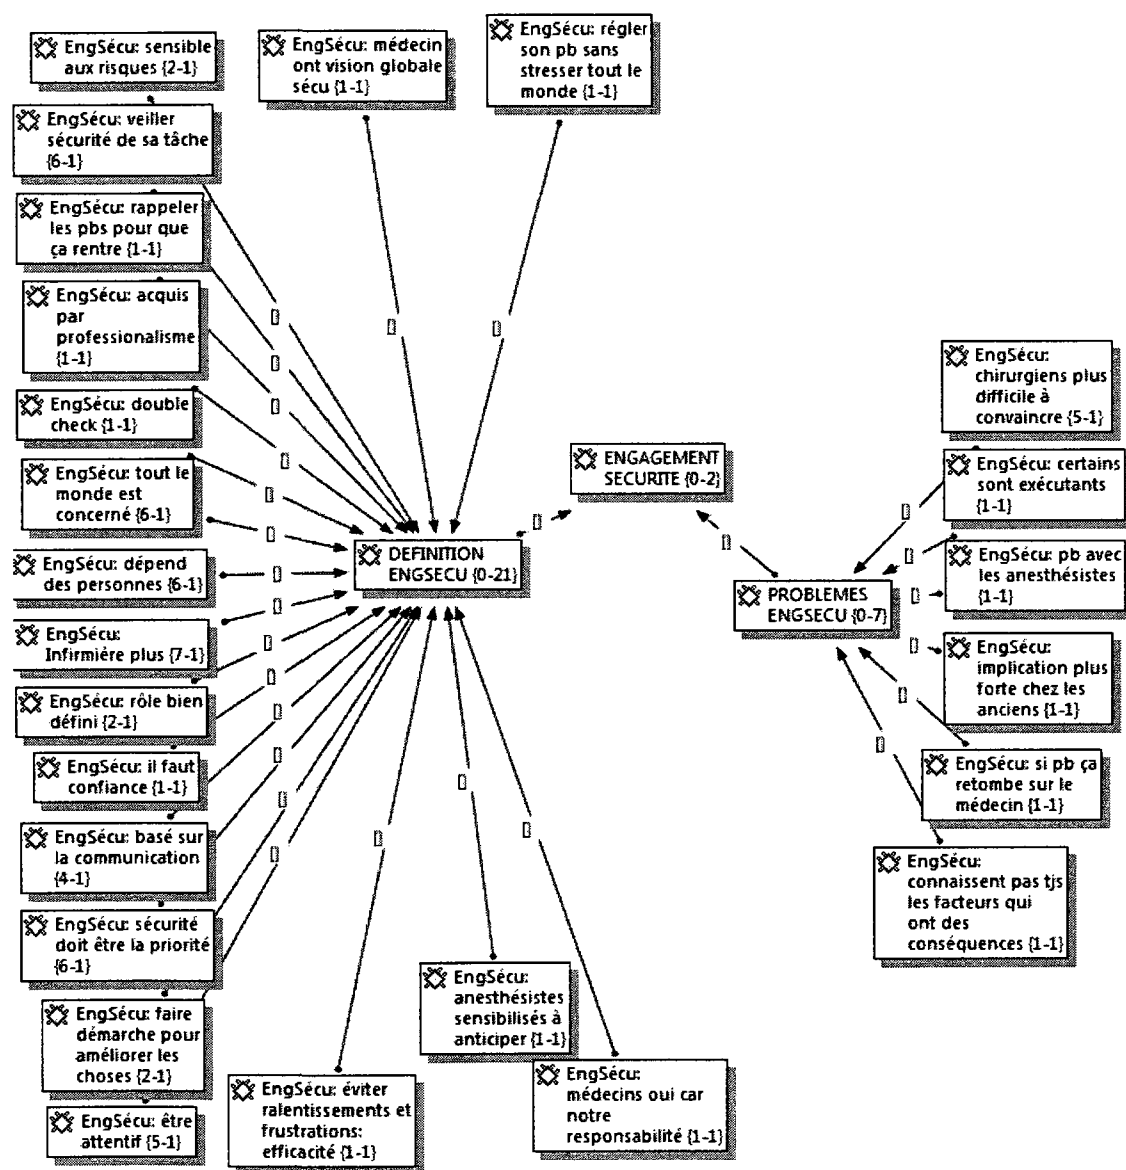 EngSécu: sensible
aux risques {2-1}
EngSécu: médecin
ont vision globale
sécu {1-1}
EngSécu: régler
son pb sans
stresser tout le
monde {1-1}
EngSécu: veiller
sécurité de sa tâche
{6-1}
EngSécu: rappeler
les pbs pour que
ça rentre {1-1}
EngSécu: acquis
par
professionalisme
{1-1}
EngSécu: double
check {1-1}
EngSécu: tout le
monde est
concerné {6-1}
EngSécu: dépend
des personnes {6-1}
EngSécu:
Infirmière plus {7-1}
EngSécu: rôle bien
défini {2-1}
EngSécu: il faut
confiance {1-1}
EngSécu: basé sur
la communication
{4-1}
EngSécu: sécurité
doit être la priorité
{6-1}
EngSécu: faire
démarche pour
améliorer les
choses {2-1}
EngSécu: être
attentif {5-1}
EngSécu: éviter
ralentissements et
frustrations:
efficacité {1-1}
EngSécu:
anesthésistes
sensibilisés à
anticiper {1-1}
EngSécu:
médecins oui car
notre
responsabilité {1-1}
DEFINITION
ENGSECU {0-21}
ENGAGEMENT
SECURITE {0-2}
PROBLEMES
ENGSECU {0-7}
EngSécu:
chirurgiens plus
difficile à
convaincre {5-1}
EngSécu: certains
sont exécutants
{1-1}
EngSécu: pb avec
les anesthésistes
{1-1}
EngSécu:
implication plus
forte chez les
anciens {1-1}
EngSécu: si pb ça
retombe sur le
médecin {1-1}
EngSécu:
connaissent pas tjs
les facteurs qui
ont des
conséquences {1-1}